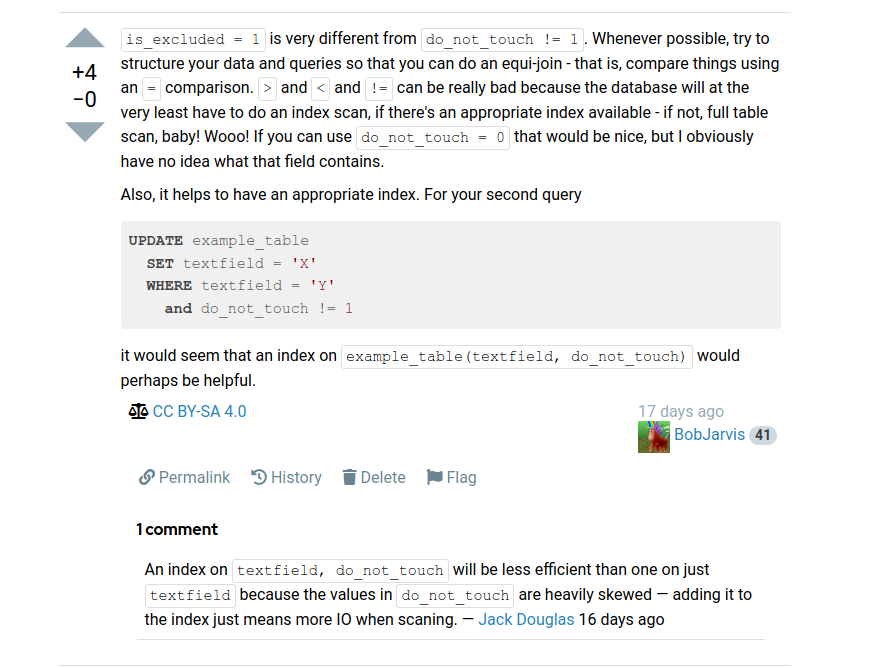 is_excluded = 1 is very different from do_not_touch != 1. Whenever possible, try to
+4
−0
structure your data and queries so that you can do an equi-join - that is, compare things using
an = comparison. > and < and != can be really bad because the database will at the
very least have to do an index scan, if there's an appropriate index available - if not, full table
scan, baby! Wooo! If you can use do_not_touch = 0 that would be nice, but I obviously
have no idea what that field contains.
Also, it helps to have an appropriate index. For your second query
UPDATE example_table
SET textfield = 'X'
WHERE textfield = 'Y'
and do_not_touch != 1
it would seem that an index on example_table(textfield, do_not_touch) would
perhaps be helpful.
CC BY-SA 4.0
17 days ago
BobJarvis 41
Permalink History Delete Flag
1 comment
An index on textfield, do_not_touch will be less efficient than one on just
textfield because the values in do_not_touch are heavily skewed — adding it to
the index just means more IO when scaning. — Jack Douglas 16 days ago